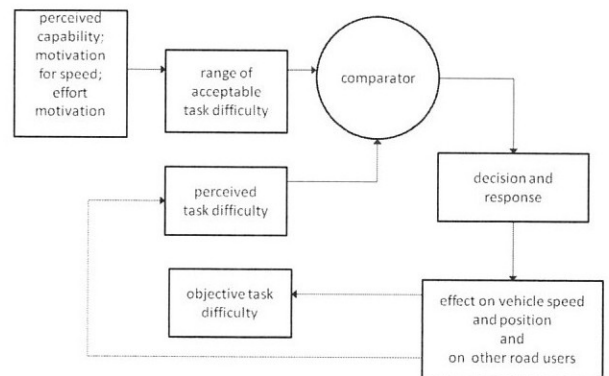 perceived
capability;
motivation
for speed;
effort
motivation
range of
acceptable
task difficulty
comparator
perceived
task difficulty
decision and
response
objective task
difficulty
effect on vehicle speed
and position
and
on other road users